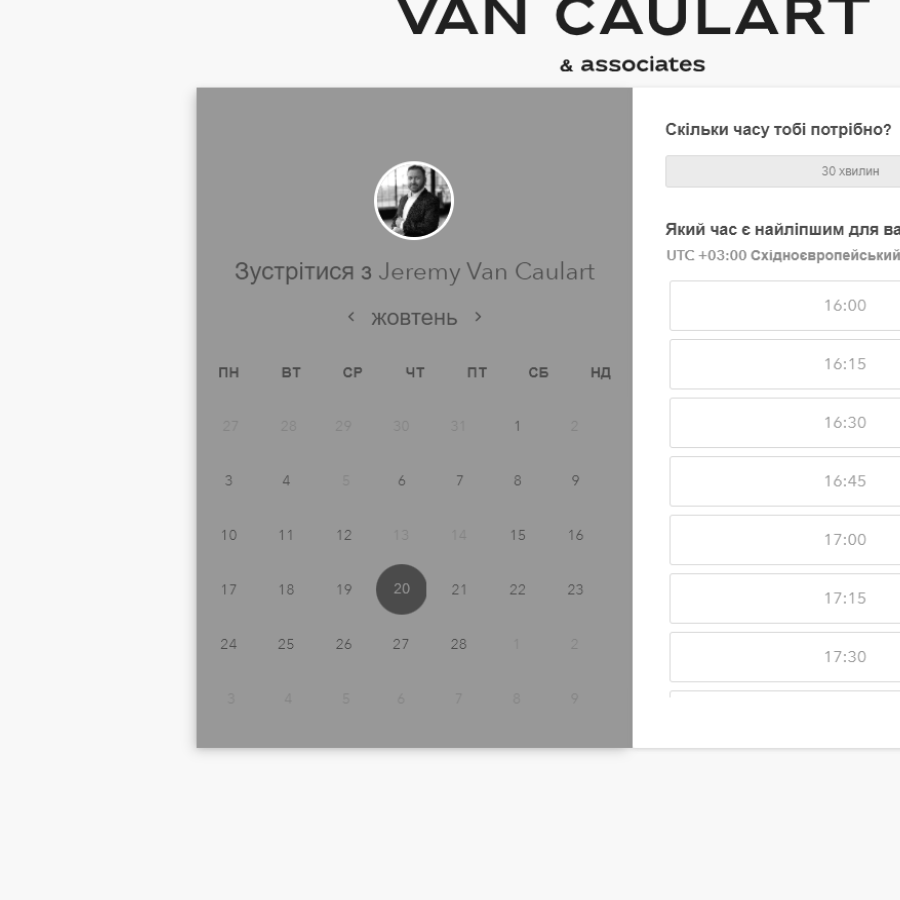 VAN CAULART
& associates
Зустрітися з Jeremy Van Caulart
жовтень
ПН ВТ СР ЧТ ПТ СБ НД
27 28 29 30 31 1 2
3 4 5 6 7 8 9
10 11 12 13 14 15 16
17 18 19 20 21 22 23
24 25 26 27 28 1 2
3 4 5 6 7 8 9
Скільки часу тобі потрібно?
30 хвилин
Який час є найліпшим для ва
UTC +03:00 Східноєвропейський
16:00
16:15
16:30
16:45
17:00
17:15
17:30